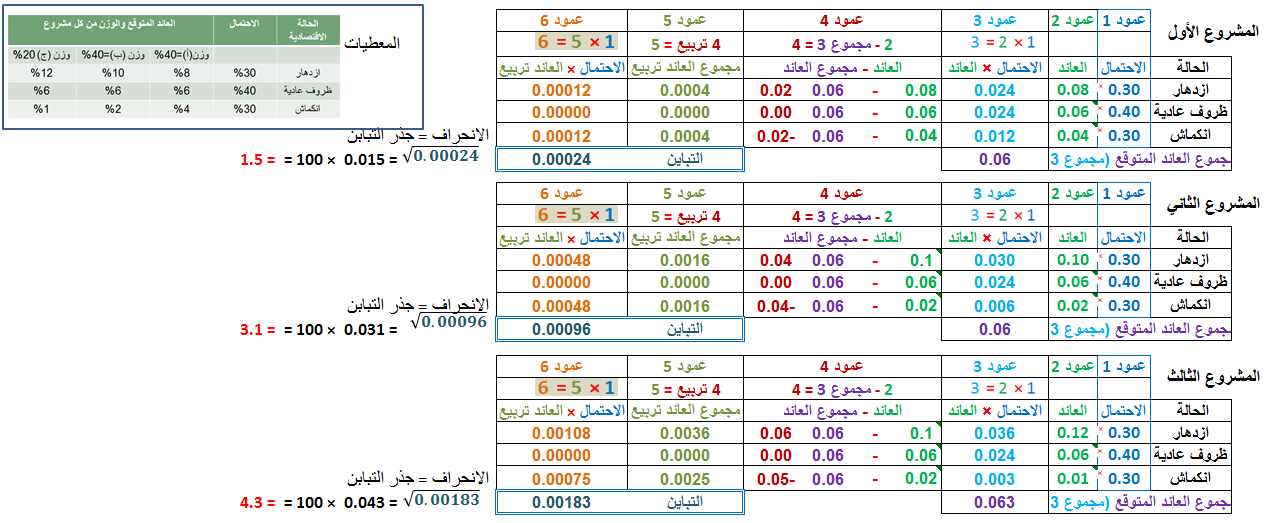 المعطيات
الحالة الاقتصادية	الاحتمال	العائد المتوقع والوزن من كل مشروع
وزن(أ)=40%	وزن (ب)=40%	وزن (ج) 20%
ازدهار	30%	8%	10%	12%
ظروف عادية	40%	6%	6%	6%
انكماش	30%	4%	2%	1%
المشروع الأول
عمود 1	عمود 2	عمود 3	عمود 4	عمود 5	عمود 6
1 × 2 = 3	2 - مجموع 3 = 4	4 تربيع = 5	1 × 5 = 6
الحالة	الاحتمال	العائد	الاحتمال × العائد	العائد - مجموع العائد	مجموع العائد تربيع	الاحتمال × العائد تربيع
ازدهار	0.30	×	0.08	0.024	0.08	-	0.06	0.02	0.0004	0.00012
ظروف عادية	0.40	×	0.06	0.024	0.06	-	0.06	0.00	0.0000	0.00000
انكماش	0.30	×	0.04	0.012	0.04	-	0.06	-0.02	0.0004	0.00012
جموع العائد المتوقع (مجموع 3	0.06	التباين	0.00024
الانحراف = جذر التباين
√0.00024 = 0.015 × 100 = = 1.5
المشروع الثاني
عمود 1	عمود 2	عمود 3	عمود 4	عمود 5	عمود 6
1 × 2 = 3	2 - مجموع 3 = 4	4 تربيع = 5	1 × 5 = 6
الحالة	الاحتمال	العائد	الاحتمال × العائد	العائد - مجموع العائد	مجموع العائد تربيع	الاحتمال × العائد تربيع
ازدهار	0.30	×	0.10	0.030	0.1	-	0.06	0.04	0.0016	0.00048
ظروف عادية	0.40	×	0.06	0.024	0.06	-	0.06	0.00	0.0000	0.00000
انكماش	0.30	×	0.02	0.006	0.02	-	0.06	-0.04	0.0016	0.00048
جموع العائد المتوقع (مجموع 3	0.06	التباين	0.00096
الانحراف = جذر التباين
√0.00096 = 0.031 × 100 = = 3.1
المشروع الثالث
عمود 1	عمود 2	عمود 3	عمود 4	عمود 5	عمود 6
1 × 2 = 3	2 - مجموع 3 = 4	4 تربيع = 5	1 × 5 = 6
الحالة	الاحتمال	العائد	الاحتمال × العائد	العائد - مجموع العائد	مجموع العائد تربيع	الاحتمال × العائد تربيع
ازدهار	0.30	×	0.12	0.036	0.1	-	0.06	0.06	0.0036	0.00108
ظروف عادية	0.40	×	0.06	0.024	0.06	-	0.06	0.00	0.0000	0.00000
انكماش	0.30	×	0.01	0.003	0.02	-	0.06	-0.05	0.0025	0.00075
جموع العائد المتوقع (مجموع 3	0.063	التباين	0.00183
الانحراف = جذر التباين
√0.00183 = 0.043 × 100 = = 4.3